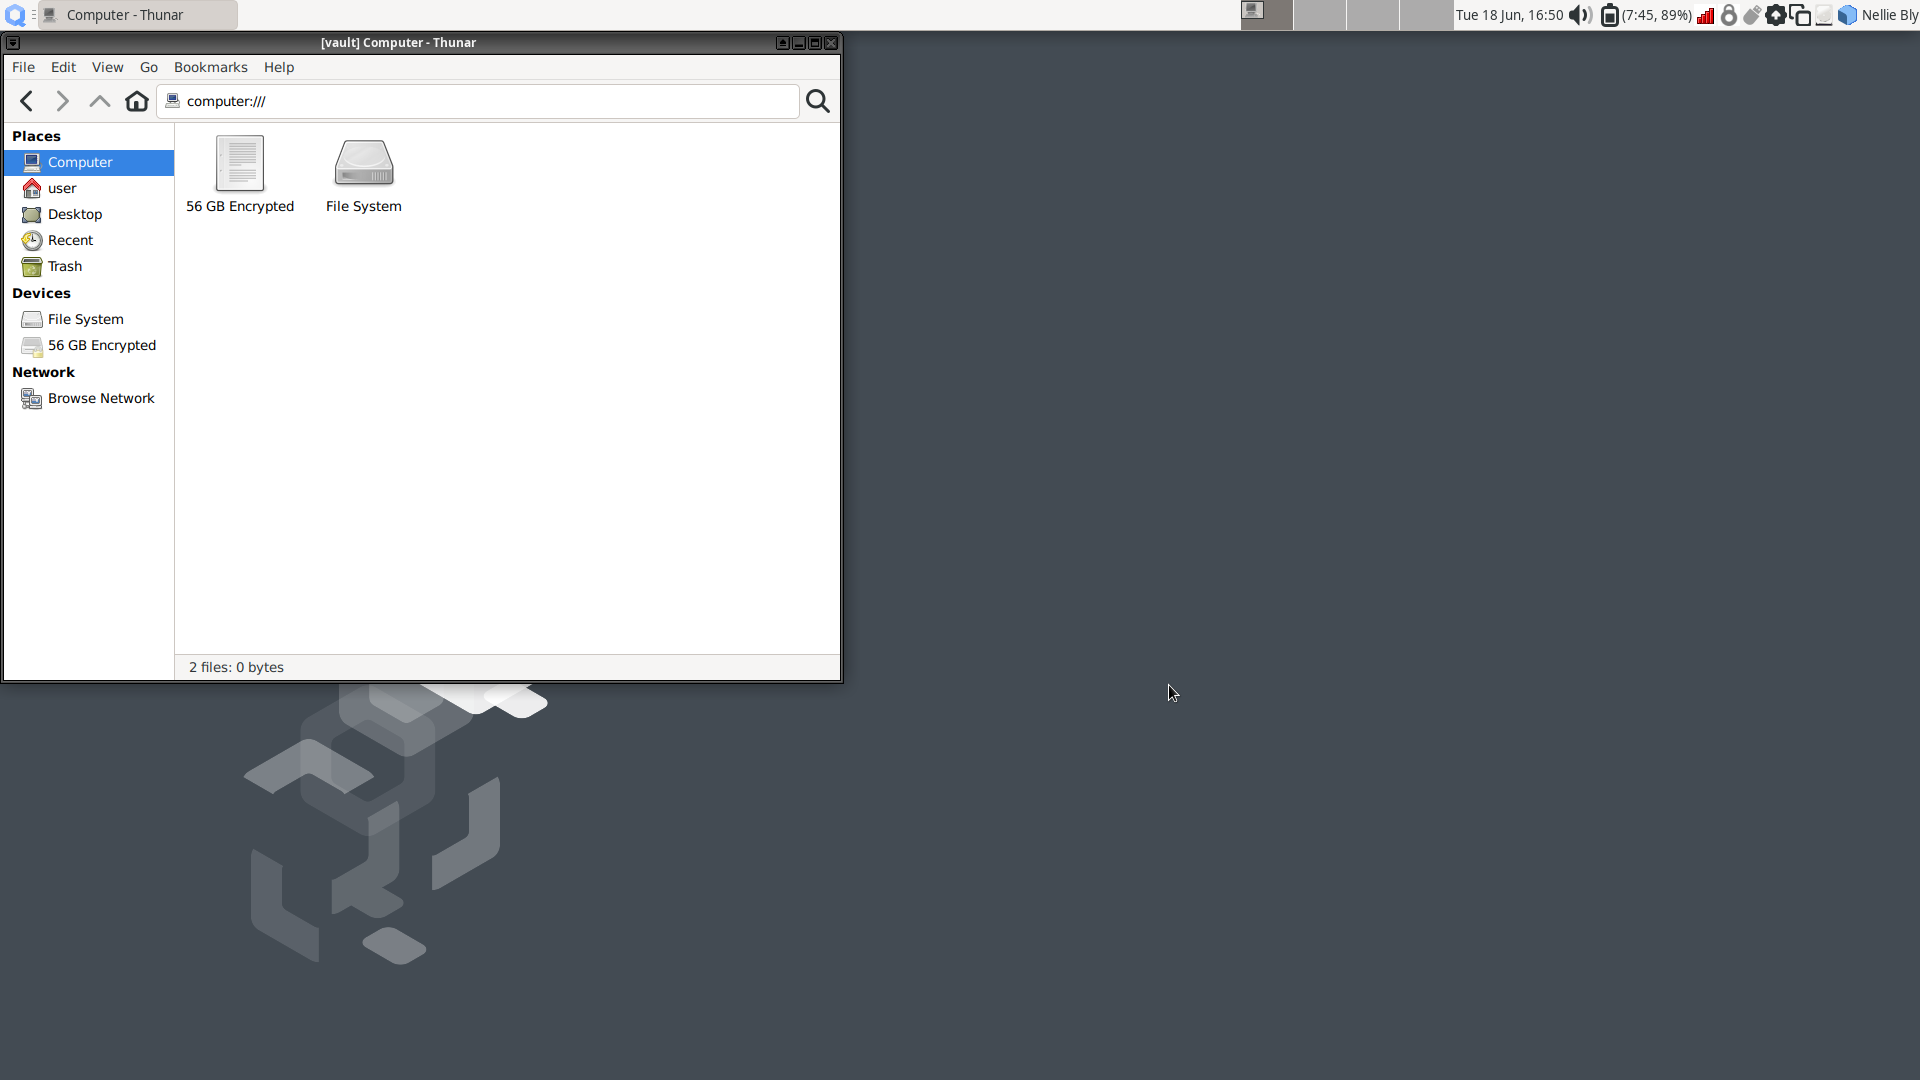 Computer - Thunar
Tue 18 Jun, 16:50
(7:45, 89%)
Nellie Bly
[vault] Computer - Thunar
File Edit View Go Bookmarks Help
computer:///
Places
Computer
user
Desktop
Recent
Trash
Devices
File System
56 GB Encrypted
Network
Browse Network
56 GB Encrypted
File System
2 files: 0 bytes